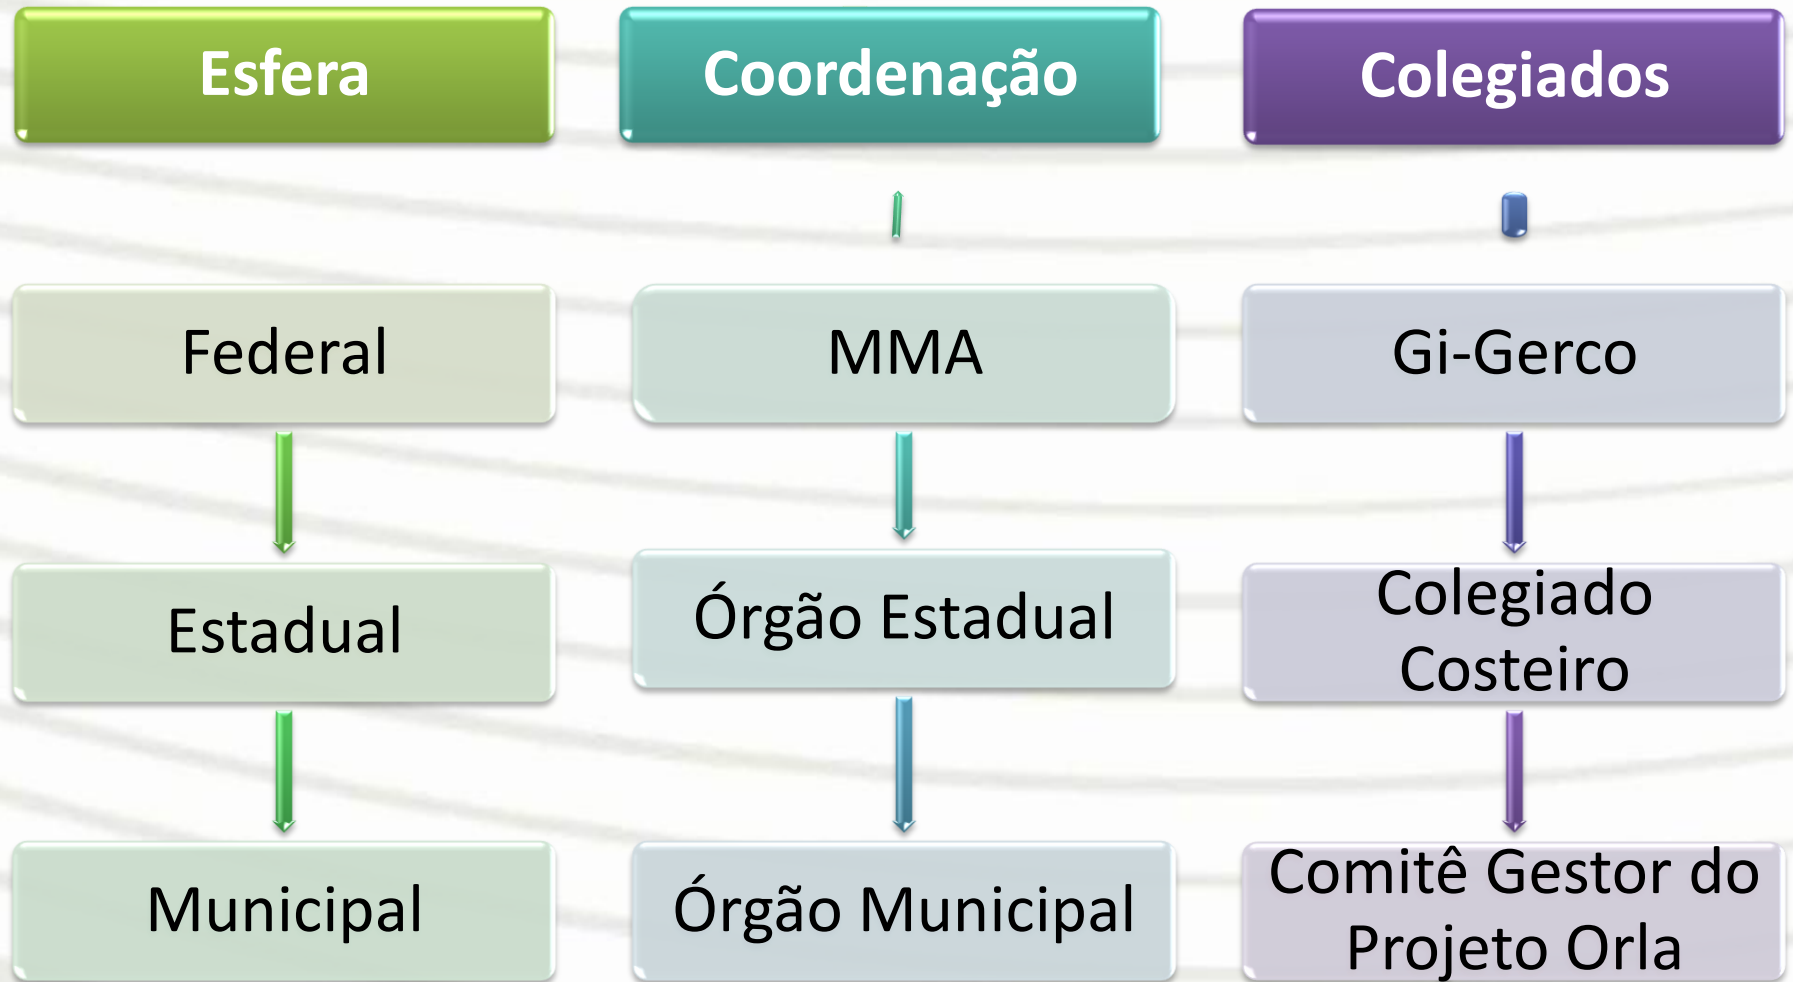 Esfera
Coordenação
Colegiados
Federal
MMA
Gi-Gerco
Estadual
Órgão Estadual
Colegiado
Costeiro
Municipal
Órgão Municipal
Comitê Gestor do
Projeto Orla